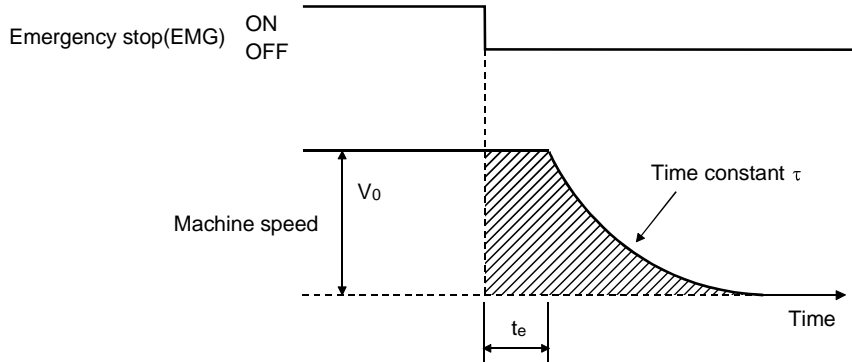 ON
Emergency stop(EMG)
OFF
Time constant τ
V0
Machine speed
Time
te